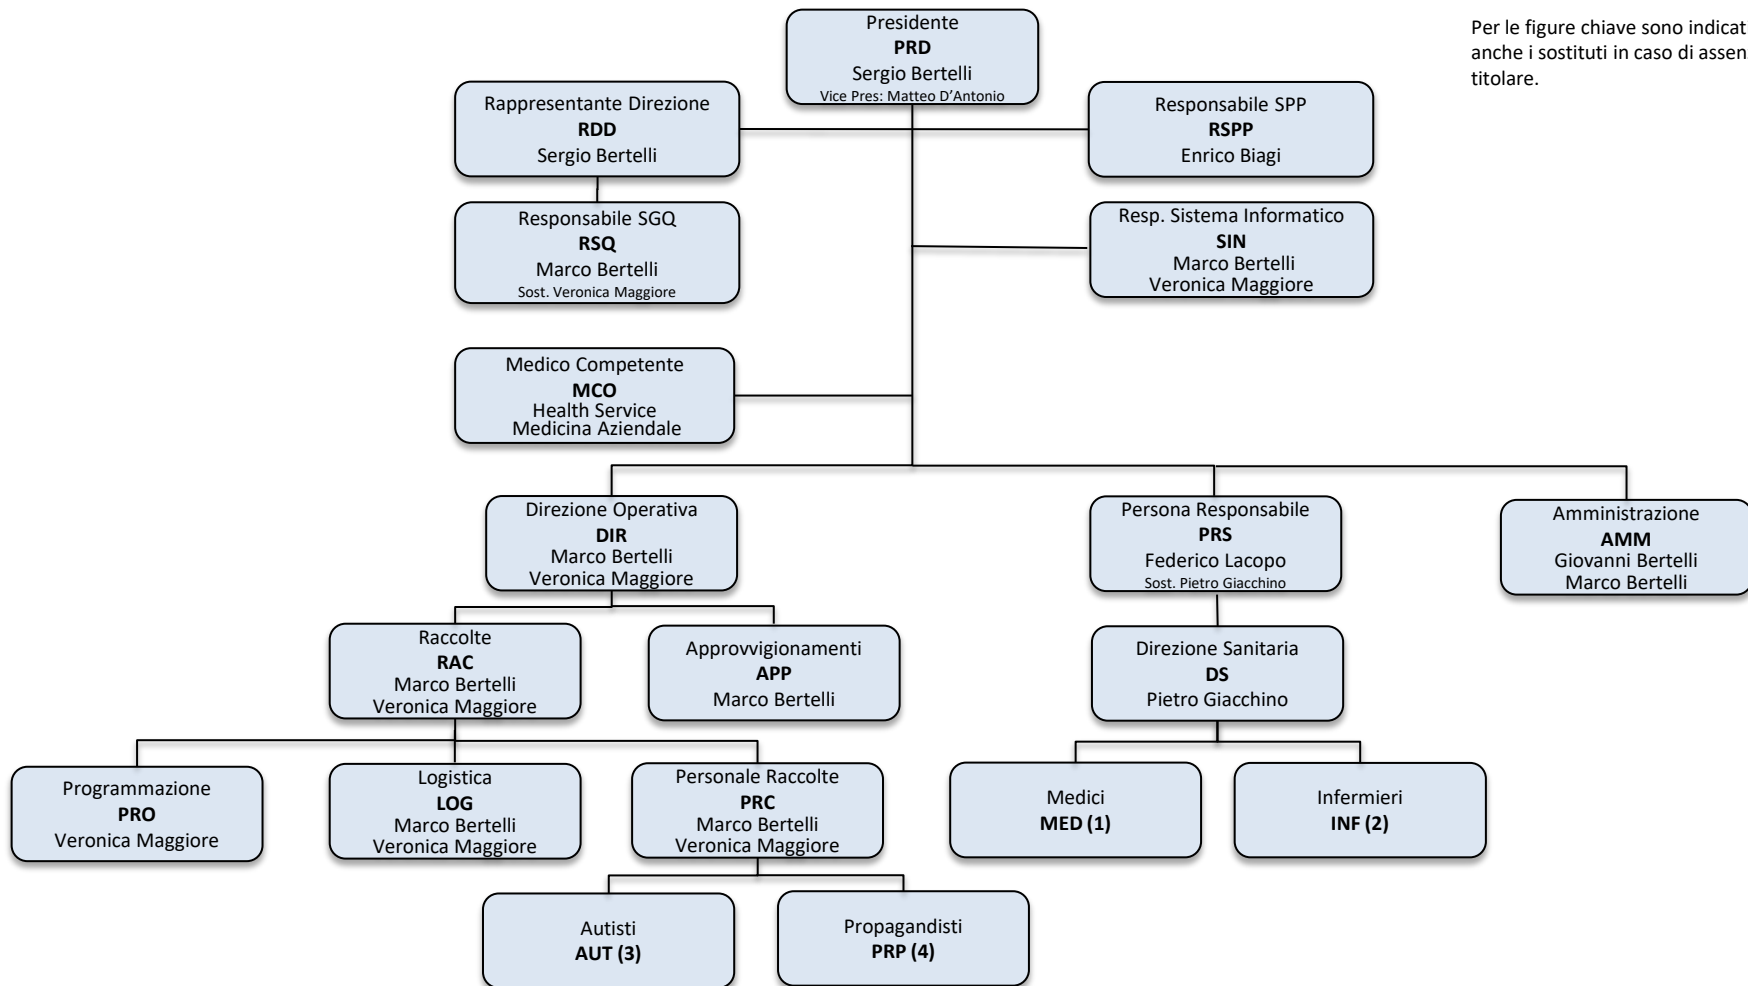 Presidente
PRD
Sergio Bertelli
Vice Pres: Matteo D'Antonio
Per le figure chiave sono indicat
anche i sostituti in caso di assen
titolare.
Rappresentante Direzione
RDD
Sergio Bertelli
Responsabile SPP
RSPP
Enrico Biagi
Responsabile SGQ
RSQ
Marco Bertelli
Sost. Veronica Maggiore
Resp. Sistema Informatico
SIN
Marco Bertelli
Veronica Maggiore
Medico Competente
MCO
Health Service
Medicina Aziendale
Direzione Operativa
DIR
Marco Bertelli
Veronica Maggiore
Persona Responsabile
PRS
Federico Lacopo
Sost. Pietro Giacchino
Amministrazione
AMM
Giovanni Bertelli
Marco Bertelli
Raccolte
RAC
Marco Bertelli
Veronica Maggiore
Approvvigionamenti
APP
Marco Bertelli
Direzione Sanitaria
DS
Pietro Giacchino
Programmazione
PRO
Veronica Maggiore
Logistica
LOG
Marco Bertelli
Veronica Maggiore
Personale Raccolte
PRC
Marco Bertelli
Veronica Maggiore
Medici
MED (1)
Infermieri
INF (2)
Autisti
AUT (3)
Propagandisti
PRP (4)